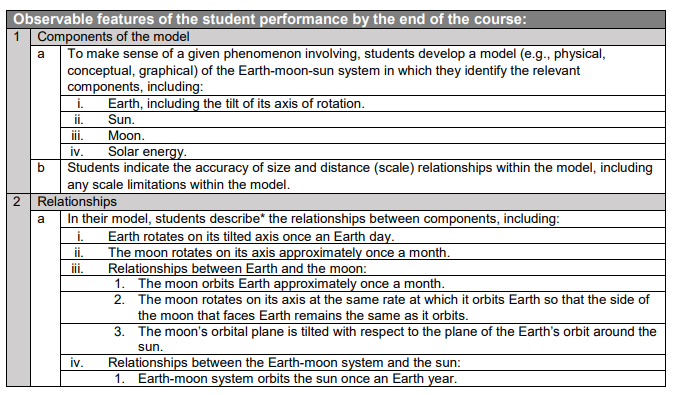 Observable features of the student performance by the end of the course:
1 Components of the model
a To make sense of a given phenomenon involving, students develop a model (e.g., physical,
conceptual, graphical) of the Earth-moon-sun system in which they identify the relevant
components, including:
i. Earth, including the tilt of its axis of rotation.
ii. Sun.
iii. Moon.
iv. Solar energy.
b Students indicate the accuracy of size and distance (scale) relationships within the model, including
any scale limitations within the model.
2 Relationships
a In their model, students describe* the relationships between components, including:
i. Earth rotates on its tilted axis once an Earth day.
ii. The moon rotates on its axis approximately once a month.
iii. Relationships between Earth and the moon:
1. The moon orbits Earth approximately once a month.
2. The moon rotates on its axis at the same rate at which it orbits Earth so that the side of
the moon that faces Earth remains the same as it orbits.
3. The moon's orbital plane is tilted with respect to the plane of the Earth's orbit around the
sun.
iv. Relationships between the Earth-moon system and the sun:
1. Earth-moon system orbits the sun once an Earth year.